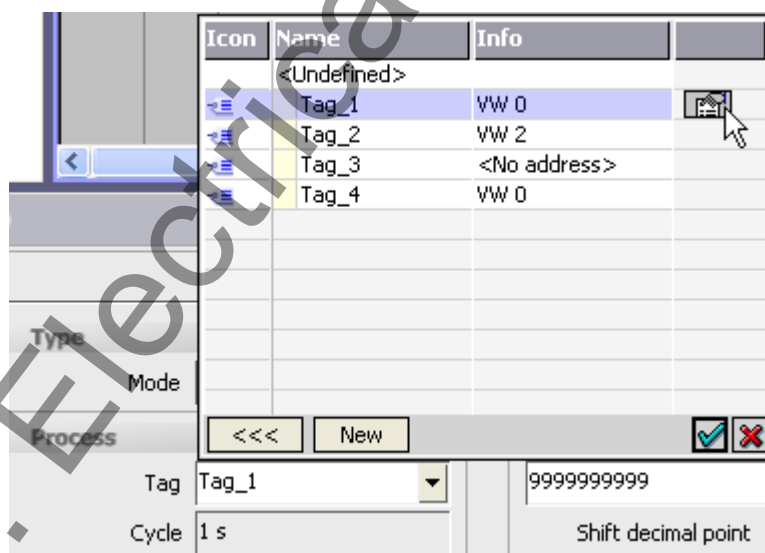 Icon Name Info
<Undefined>
Tag_1 VW 0
Tag_2 VW 2
Tag_3 <No address>
Tag_4 VW 0
Type
Mode
Process
<<< New
Tag Tag_1 9999999999
Cycle 1 s Shift decimal point
. Electrica